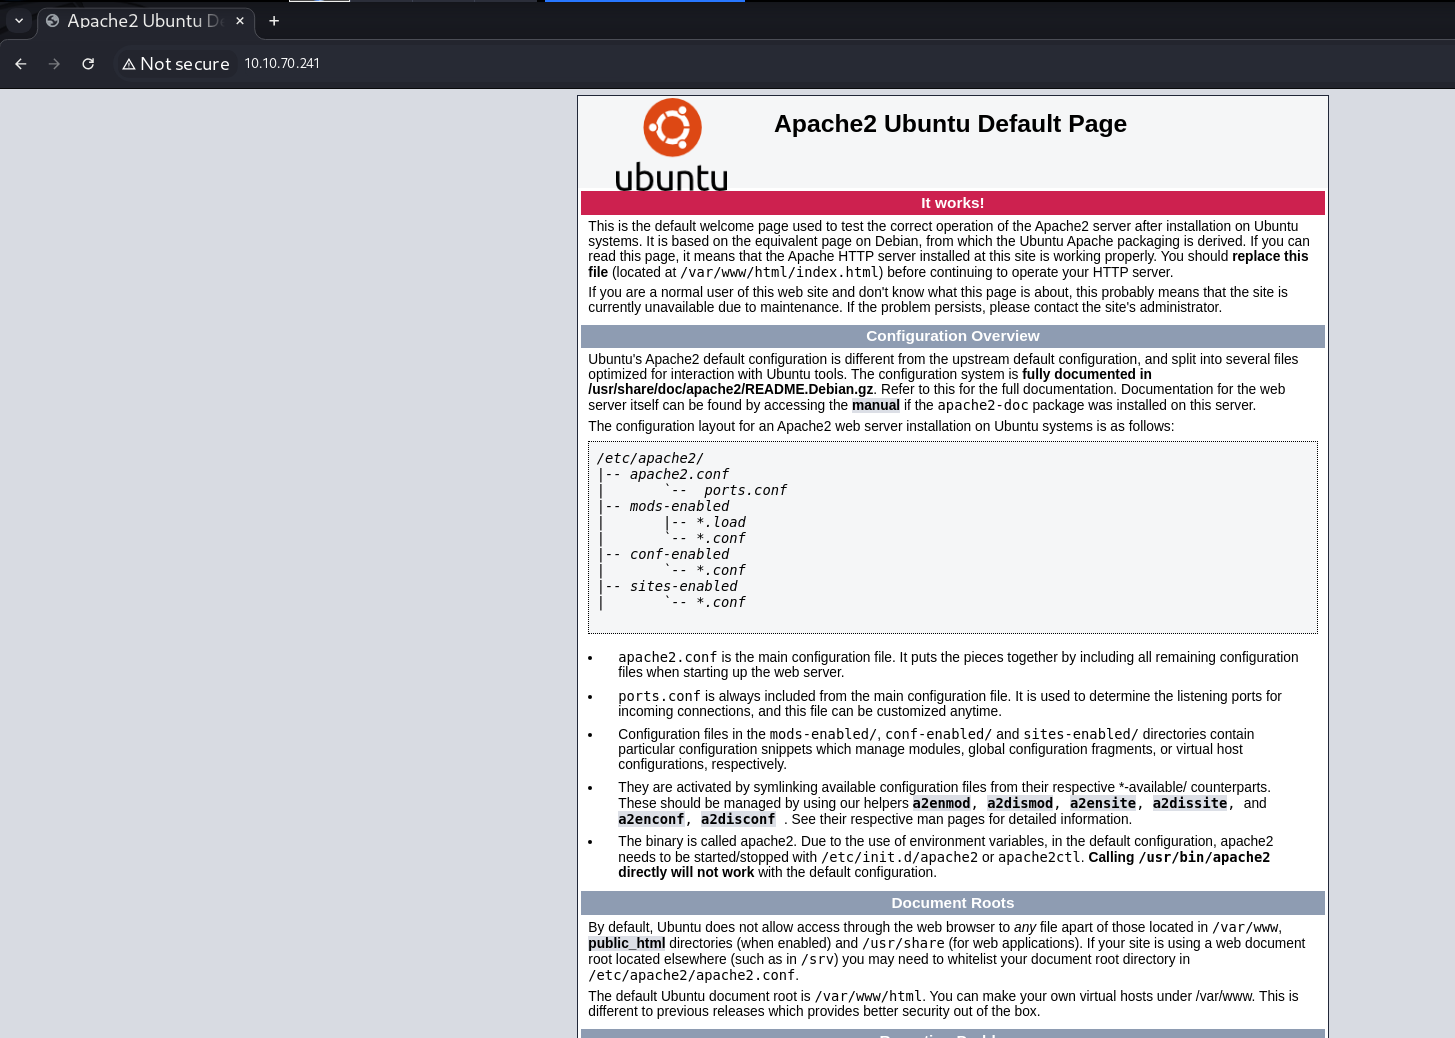 Apache2 Ubuntu De
Not secure 10.10.70.241
ubuntu
Apache2 Ubuntu Default Page
It works!
This is the default welcome page used to test the correct operation of the Apache2 server after installation on Ubuntu
systems. It is based on the equivalent page on Debian, from which the Ubuntu Apache packaging is derived. If you can
read this page, it means that the Apache HTTP server installed at this site is working properly. You should replace this
file (located at /var/www/html/index.html) before continuing to operate your HTTP server.
If you are a normal user of this web site and don't know what this page is about, this probably means that the site is
currently unavailable due to maintenance. If the problem persists, please contact the site's administrator.
Configuration Overview
Ubuntu's Apache2 default configuration is different from the upstream default configuration, and split into several files
optimized for interaction with Ubuntu tools. The configuration system is fully documented in
/usr/share/doc/apache2/README.Debian.gz. Refer to this for the full documentation. Documentation for the web
server itself can be found by accessing the manual if the apache2-doc package was installed on this server.
The configuration layout for an Apache2 web server installation on Ubuntu systems is as follows:
/etc/apache2/
|-- apache2.conf
|       `--  ports.conf
|-- mods-enabled
|       |-- *.load
|       `-- *.conf
|-- conf-enabled
|       `-- *.conf
|-- sites-enabled
|       `-- *.conf
• apache2.conf is the main configuration file. It puts the pieces together by including all remaining configuration
files when starting up the web server.
• ports.conf is always included from the main configuration file. It is used to determine the listening ports for
incoming connections, and this file can be customized anytime.
• Configuration files in the mods-enabled/, conf-enabled/ and sites-enabled/ directories contain
particular configuration snippets which manage modules, global configuration fragments, or virtual host
configurations, respectively.
• They are activated by symlinking available configuration files from their respective *-available/ counterparts.
These should be managed by using our helpers a2enmod, a2dismod, a2ensite, a2dissite, and
a2enconf, a2disconf . See their respective man pages for detailed information.
• The binary is called apache2. Due to the use of environment variables, in the default configuration, apache2
needs to be started/stopped with /etc/init.d/apache2 or apache2ctl. Calling /usr/bin/apache2
directly will not work with the default configuration.
Document Roots
By default, Ubuntu does not allow access through the web browser to any file apart of those located in /var/www,
public_html directories (when enabled) and /usr/share (for web applications). If your site is using a web document
root located elsewhere (such as in /srv) you may need to whitelist your document root directory in
/etc/apache2/apache2.conf.
The default Ubuntu document root is /var/www/html. You can make your own virtual hosts under /var/www. This is
different to previous releases which provides better security out of the box.